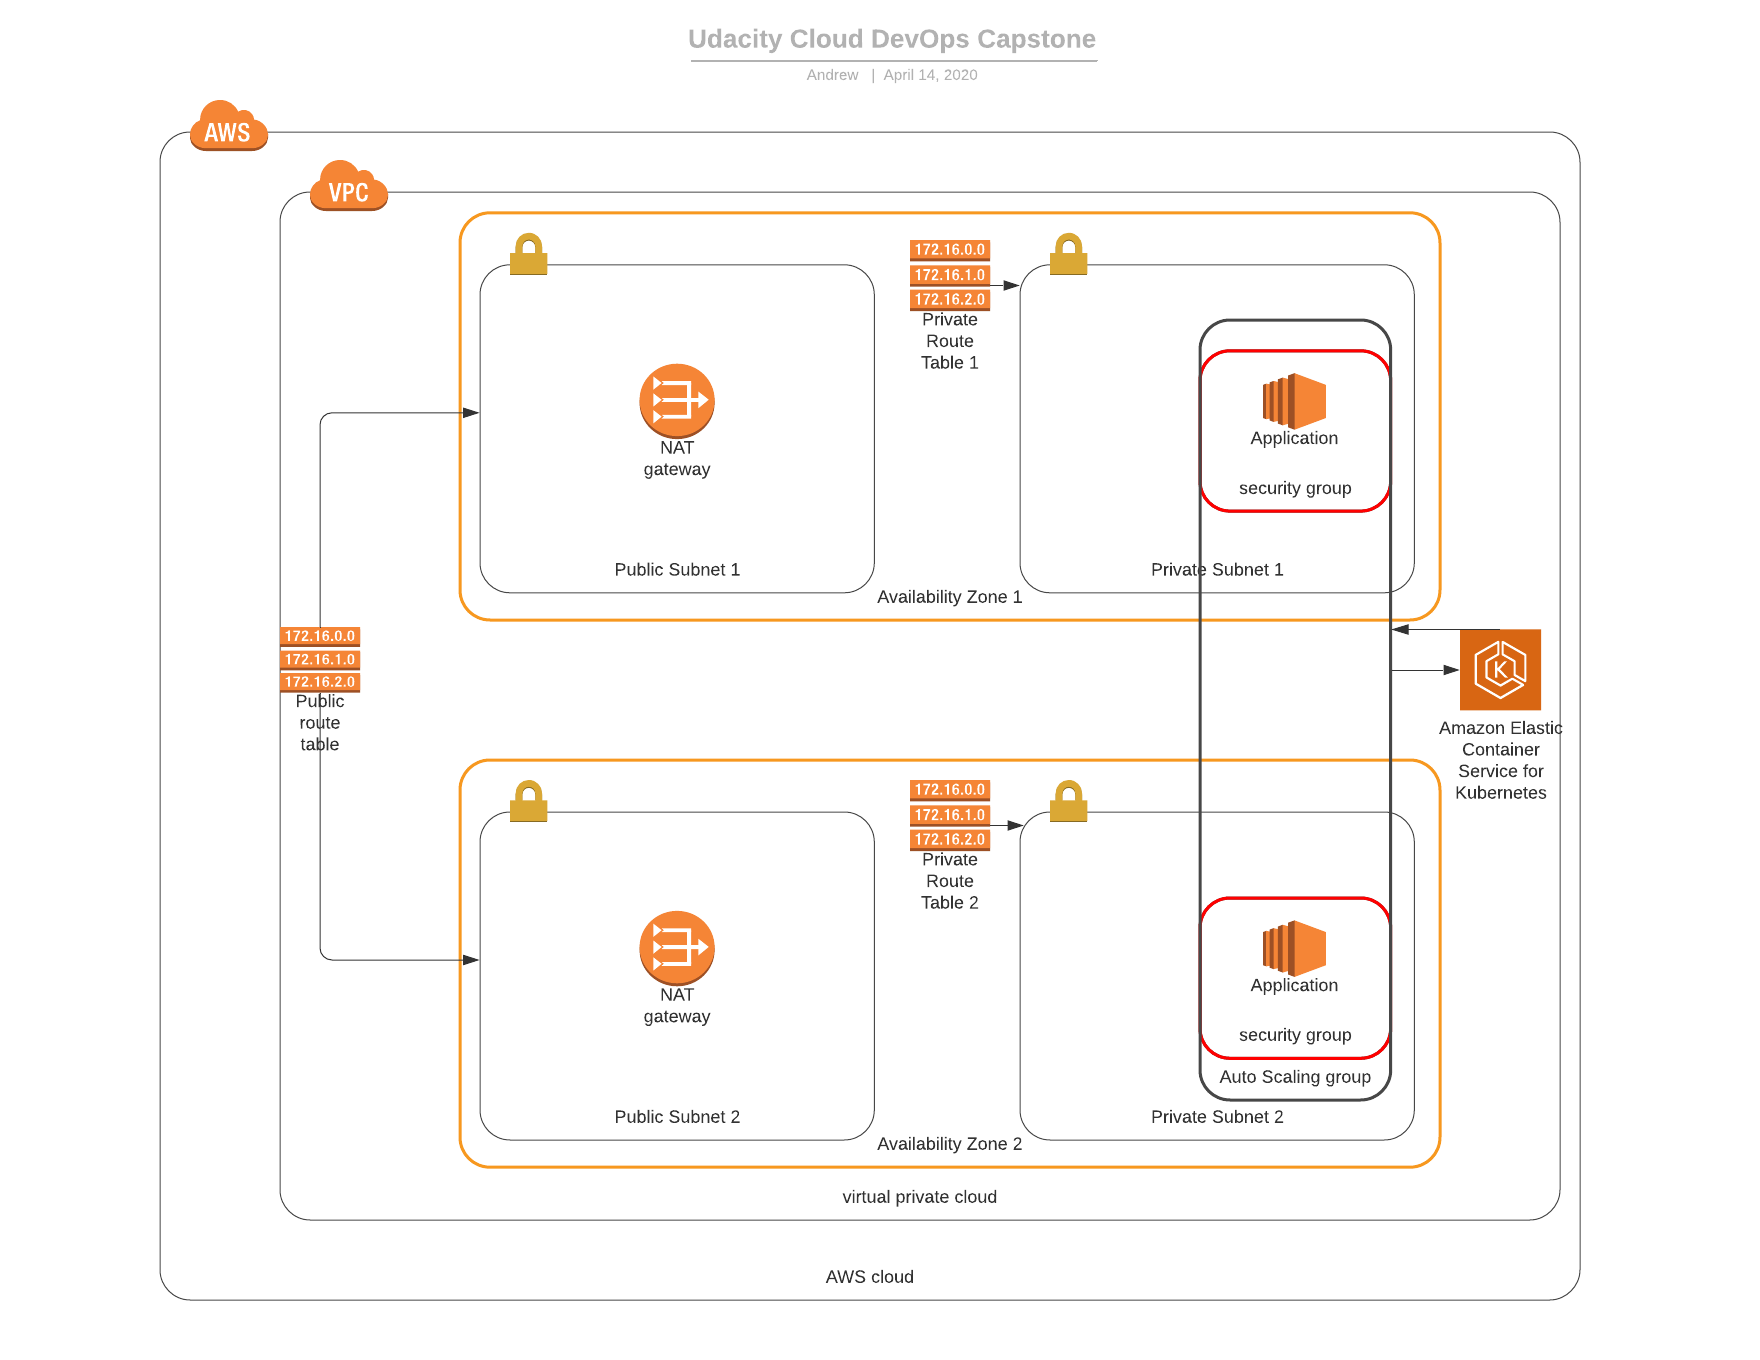 Udacity Cloud DevOps Capstone
Andrew | April 14, 2020
AWS
VPC
172.16.0.0
172.16.1.0
172.16.2.0
Private
Route
Table 1
NAT
gateway
Application
security group
Public Subnet 1
Private Subnet 1
Availability Zone 1
172.16.0.0
172.16.1.0
172.16.2.0
Public
route
table
K
Amazon Elastic
Container
Service for
Kubernetes
172.16.0.0
172.16.1.0
172.16.2.0
Private
Route
Table 2
NAT
gateway
Application
security group
Auto Scaling group
Public Subnet 2
Private Subnet 2
Availability Zone 2
virtual private cloud
AWS cloud